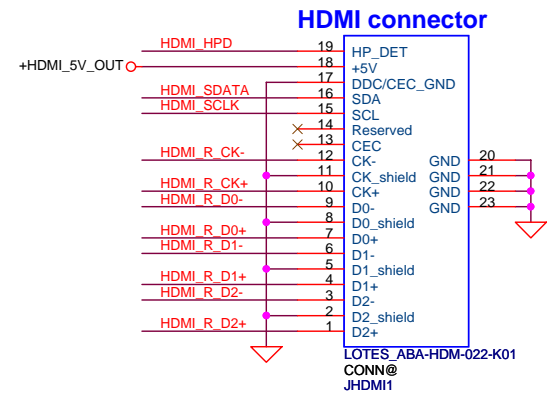 HDMI connector
HDMI_HPD 19 HP_DET
+HDMI_5V_OUT 18 +5V
17 DDC/CEC_GND
HDMI_SDATA 16 SDA
HDMI_SCLK 15 SCL
14 Reserved
13 CEC
HDMI_R_CK- 12 CK- GND 20
11 CK_shield GND 21
HDMI_R_CK+ 10 CK+ GND 22
HDMI_R_D0- 9 D0- GND 23
8 D0_shield
HDMI_R_D0+ 7 D0+
HDMI_R_D1- 6 D1-
5 D1_shield
HDMI_R_D1+ 4 D1+
HDMI_R_D2- 3 D2-
2 D2_shield
HDMI_R_D2+ 1 D2+
LOTES_ABA-HDM-022-K01
CONN@
JHDMI1